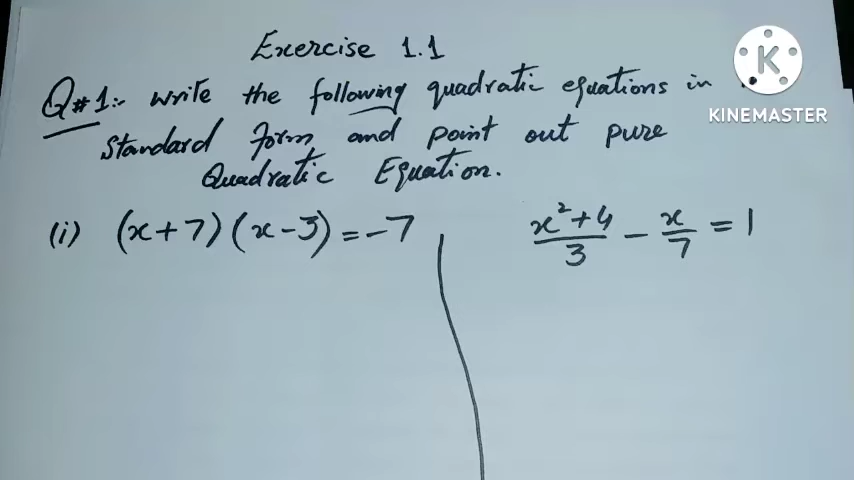 Exercise 1.1
Q#1:- Write the following quadratic equations in
Standard form and point out pure
Quadratic Equation.
(i) (x+7)(x-3)=-7
(x²+4)/3 - x/7 = 1
K
KINEMASTER